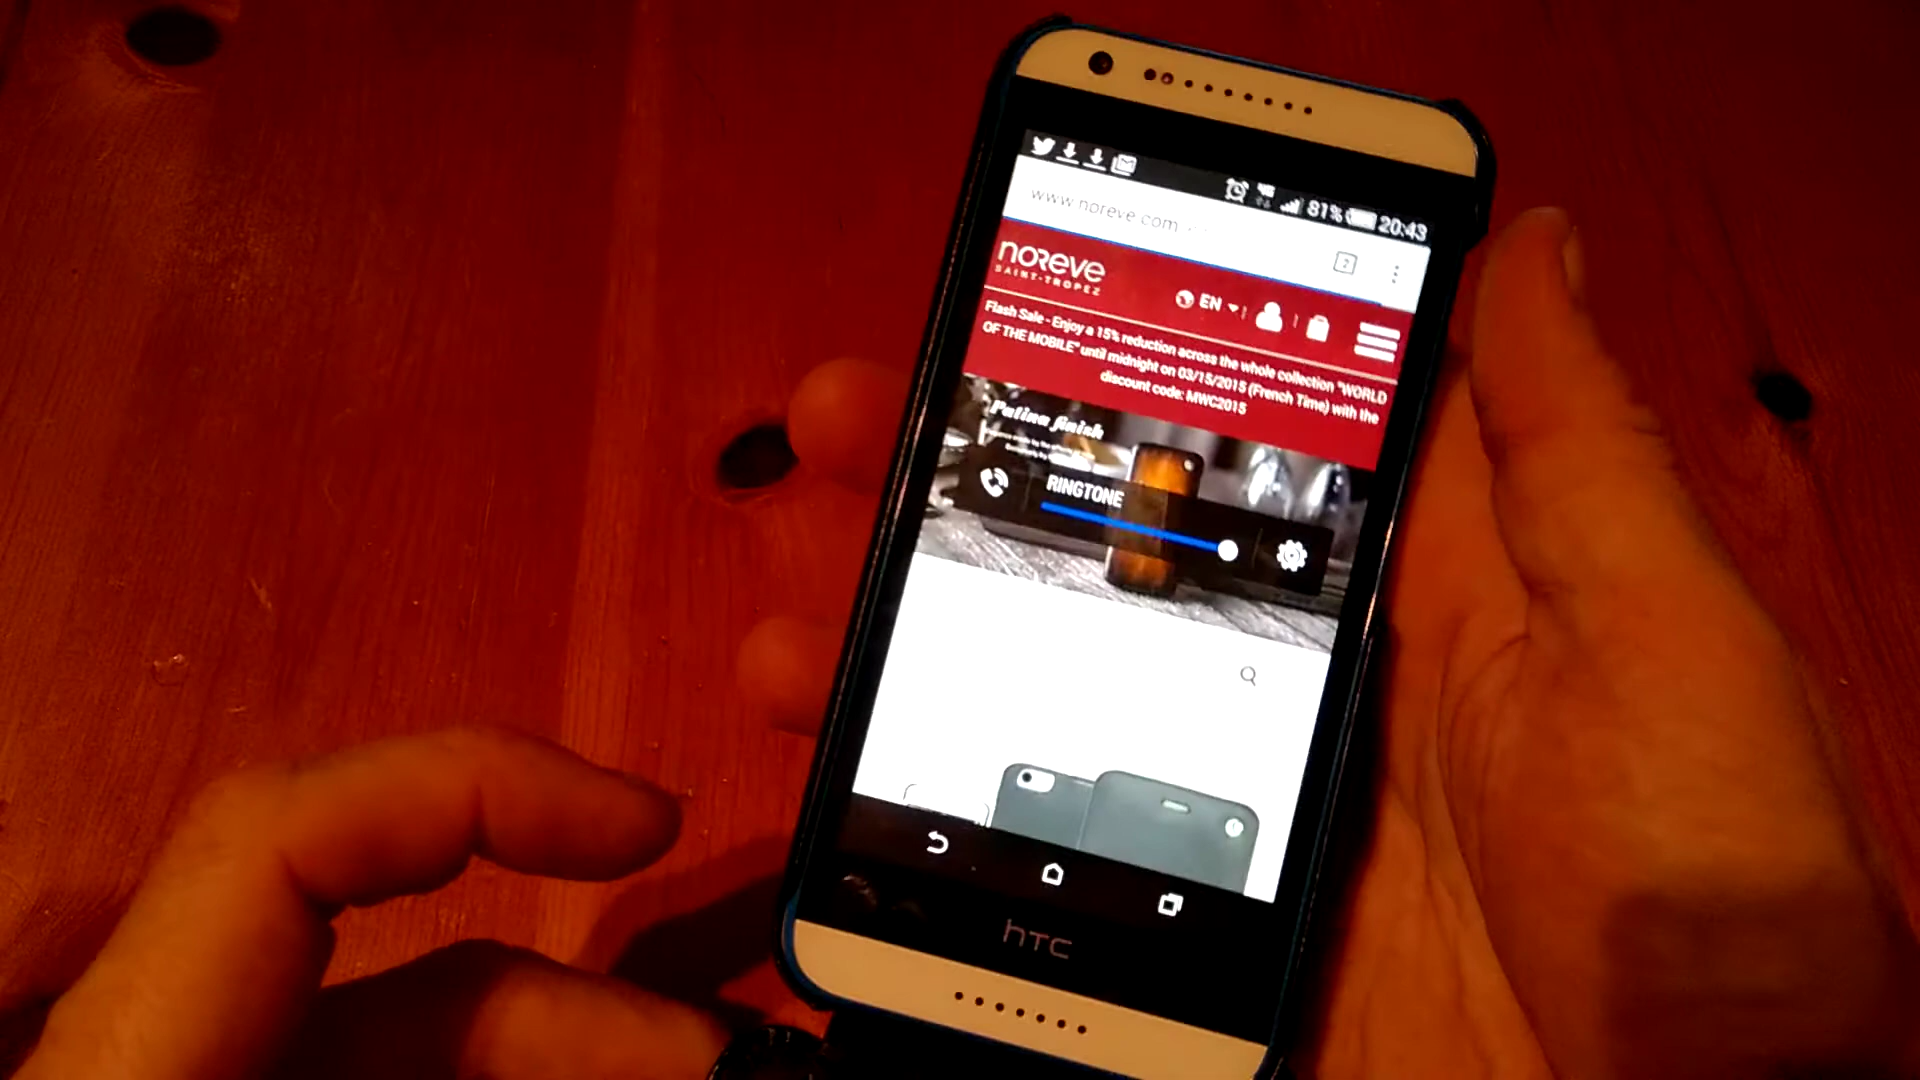 81% 20:43
www.noreve.com
2
noreve
SAINT-TROPEZ
EN
Flash Sale - Enjoy a 15% reduction across the whole collection "WORLD
OF THE MOBILE" until midnight on 03/15/2015 (French Time) with the
discount code: MWC2015
Patina finish
RINGTONE
hTC